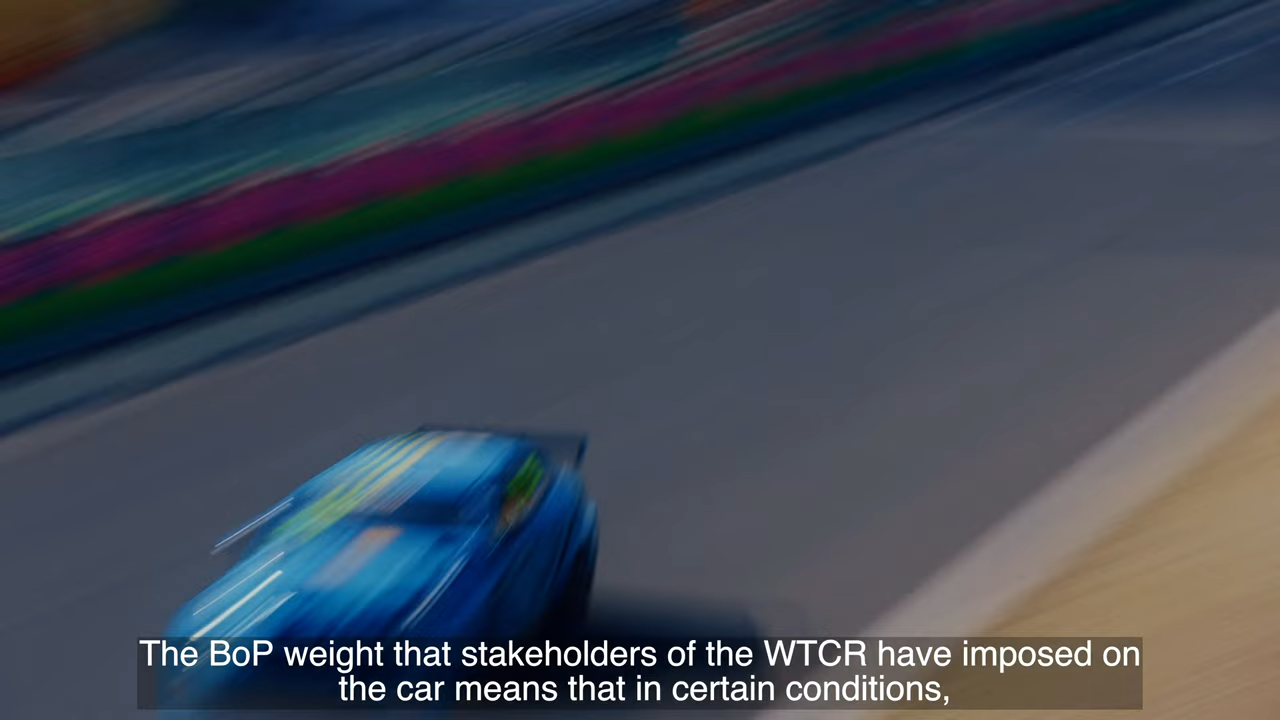 The BoP weight that stakeholders of the WTCR have imposed on
the car means that in certain conditions,